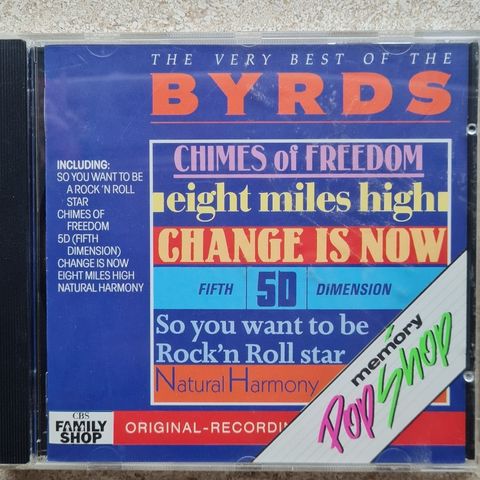 THE VERY BEST OF THE
BYRDS
INCLUDING:
SO YOU WANT TO BE
A ROCK 'N ROLL
STAR
CHIMES OF
FREEDOM
5D (FIFTH
DIMENSION)
CHANGE IS NOW
EIGHT MILES HIGH
NATURAL HARMONY
CHIMES of FREEDOM
eight miles high
CHANGE IS NOW
FIFTH 5D DIMENSION
So you want to be
Rock'n Roll star
Natural Harmony
memory
Pop Shop
CBS
FAMILY
SHOP